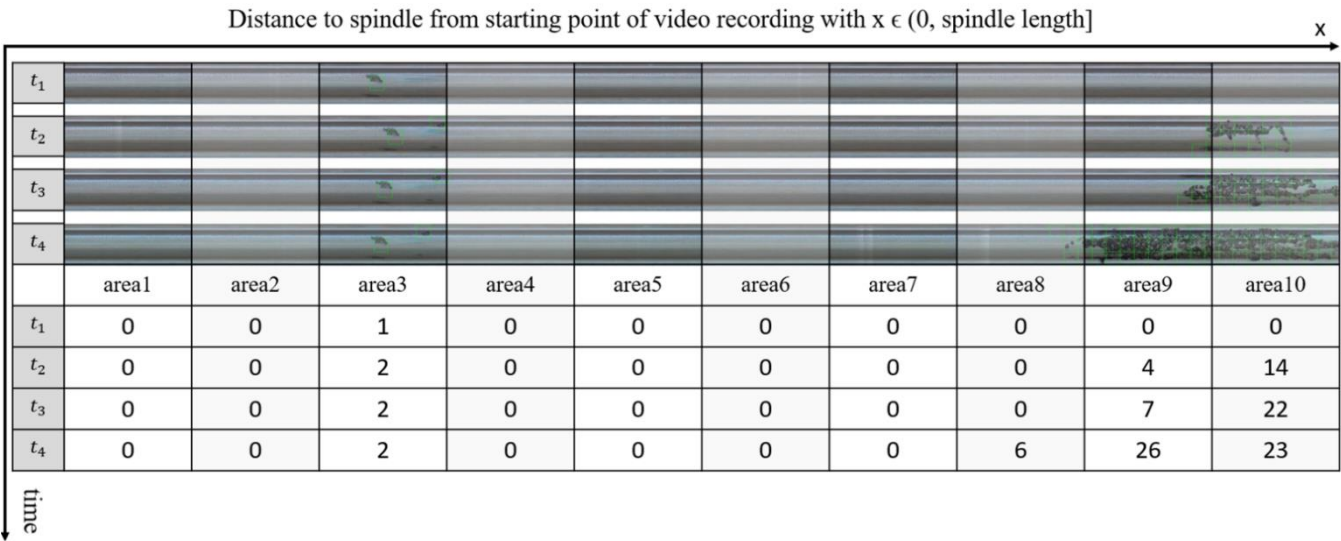 Distance to spindle from starting point of video recording with x ϵ (0, spindle length]
x
t₁
t₂
t₃
t₄
area1 area2 area3 area4 area5 area6 area7 area8 area9 area10
t₁ 0 0 1 0 0 0 0 0 0 0
t₂ 0 0 2 0 0 0 0 0 4 14
t₃ 0 0 2 0 0 0 0 0 7 22
t₄ 0 0 2 0 0 0 0 6 26 23
time